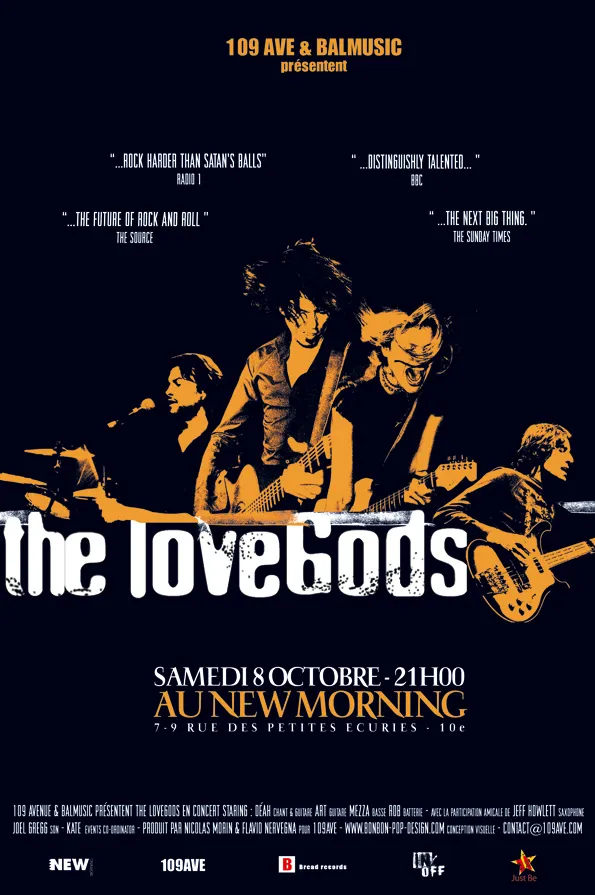 109 AVE & BALMUSIC
présentent
"...ROCK HARDER THAN SATAN'S BALLS"
RADIO 1
"...DISTINGUISHLY TALENTED... "
BBC
"...THE FUTURE OF ROCK AND ROLL "
THE SOURCE
" ...THE NEXT BIG THING. "
THE SUNDAY TIMES
the loveGods
SAMEDI 8 OCTOBRE - 21H00
AU NEW MORNING
7-9 RUE DES PETITES ECURIES - 10e
109 AVENUE & BALMUSIC PRÉSENTENT THE LOVEGODS EN CONCERT STARING : DÉAH CHANT & GUITARE ART GUITARE MEZZA BASSE ROB BATTERIE - AVEC LA PARTICIPATION AMICALE DE JEFF HOWLETT SAXOPHONE
JOEL GREGG SON - KATE EVENTS CO-ORDINATOR - PRODUIT PAR NICOLAS MORIN & FLAVIO NERVEGNA POUR 109AVE - WWW.BONBON-POP-DESIGN.COM CONCEPTION VISUELLE - CONTACT@109AVE.COM
NEW
109AVE
B Bread records
OFF
Just Be